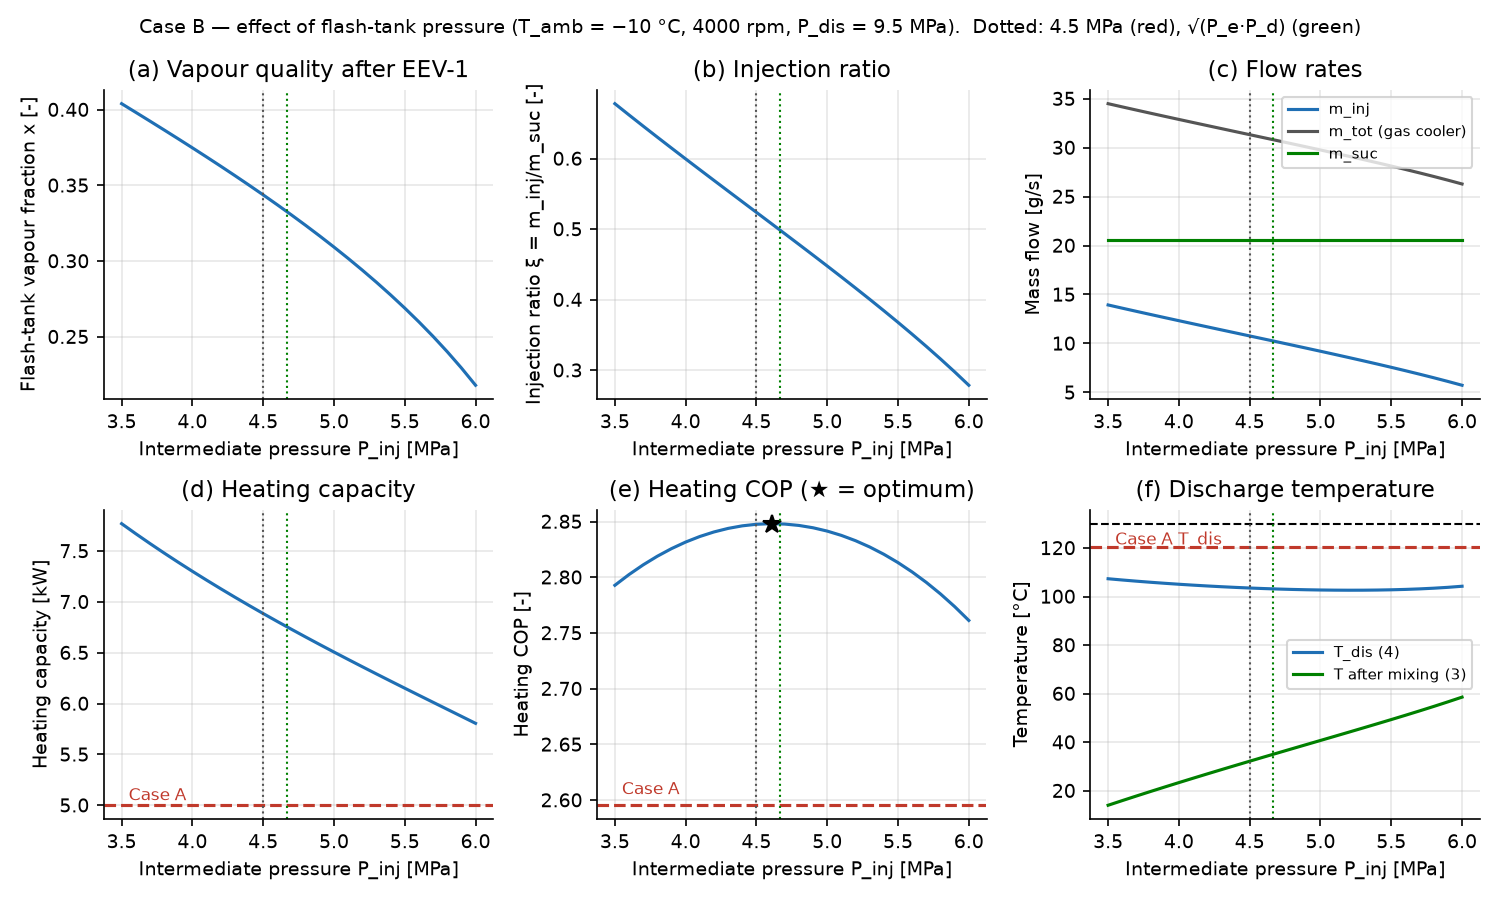 Case B — effect of flash-tank pressure (T_amb = −10 °C, 4000 rpm, P_dis = 9.5 MPa).  Dotted: 4.5 MPa (red), √(P_e·P_d) (green)
(a) Vapour quality after EEV-1
Flash-tank vapour fraction x [-]
0.40
0.35
0.30
0.25
3.5 4.0 4.5 5.0 5.5 6.0
Intermediate pressure P_inj [MPa]
(b) Injection ratio
Injection ratio ξ = m_inj/m_suc [-]
0.6
0.5
0.4
0.3
3.5 4.0 4.5 5.0 5.5 6.0
Intermediate pressure P_inj [MPa]
(c) Flow rates
Mass flow [g/s]
35
30
25
20
15
10
5
m_inj
m_tot (gas cooler)
m_suc
3.5 4.0 4.5 5.0 5.5 6.0
Intermediate pressure P_inj [MPa]
(d) Heating capacity
Heating capacity [kW]
7.5
7.0
6.5
6.0
5.5
5.0
Case A
3.5 4.0 4.5 5.0 5.5 6.0
Intermediate pressure P_inj [MPa]
(e) Heating COP (★ = optimum)
Heating COP [-]
2.85
2.80
2.75
2.70
2.65
2.60
Case A
3.5 4.0 4.5 5.0 5.5 6.0
Intermediate pressure P_inj [MPa]
(f) Discharge temperature
Temperature [°C]
120
100
80
60
40
20
Case A T_dis
T_dis (4)
T after mixing (3)
3.5 4.0 4.5 5.0 5.5 6.0
Intermediate pressure P_inj [MPa]